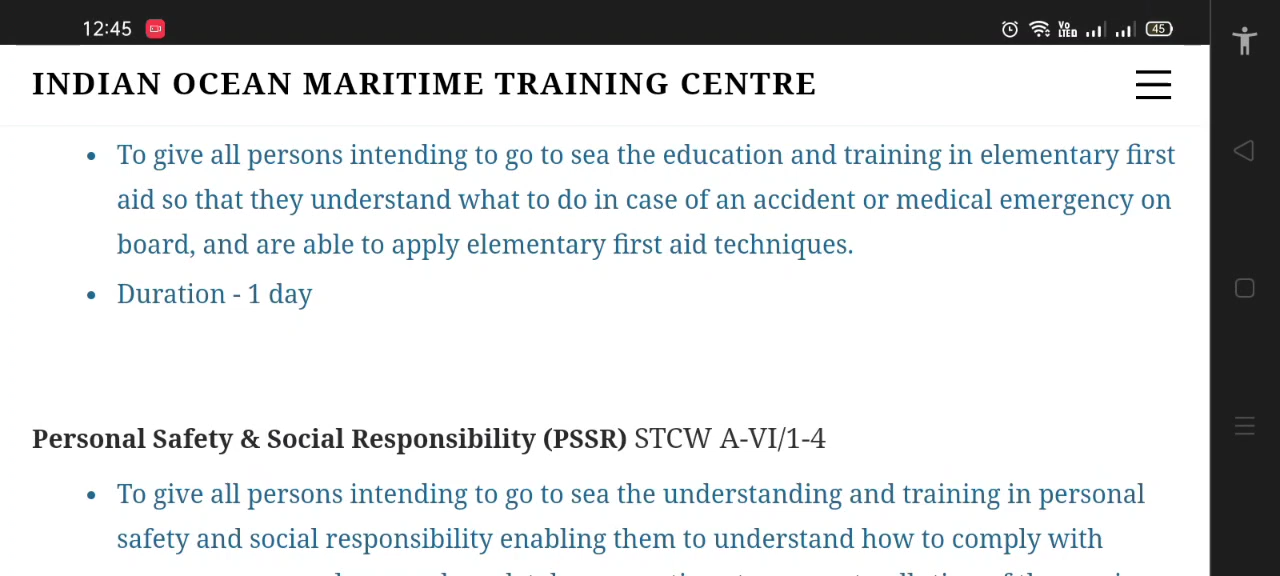 12:45
Vo LTED
45
INDIAN OCEAN MARITIME TRAINING CENTRE
• To give all persons intending to go to sea the education and training in elementary first
aid so that they understand what to do in case of an accident or medical emergency on
board, and are able to apply elementary first aid techniques.
• Duration - 1 day
Personal Safety & Social Responsibility (PSSR) STCW A-VI/1-4
• To give all persons intending to go to sea the understanding and training in personal
safety and social responsibility enabling them to understand how to comply with